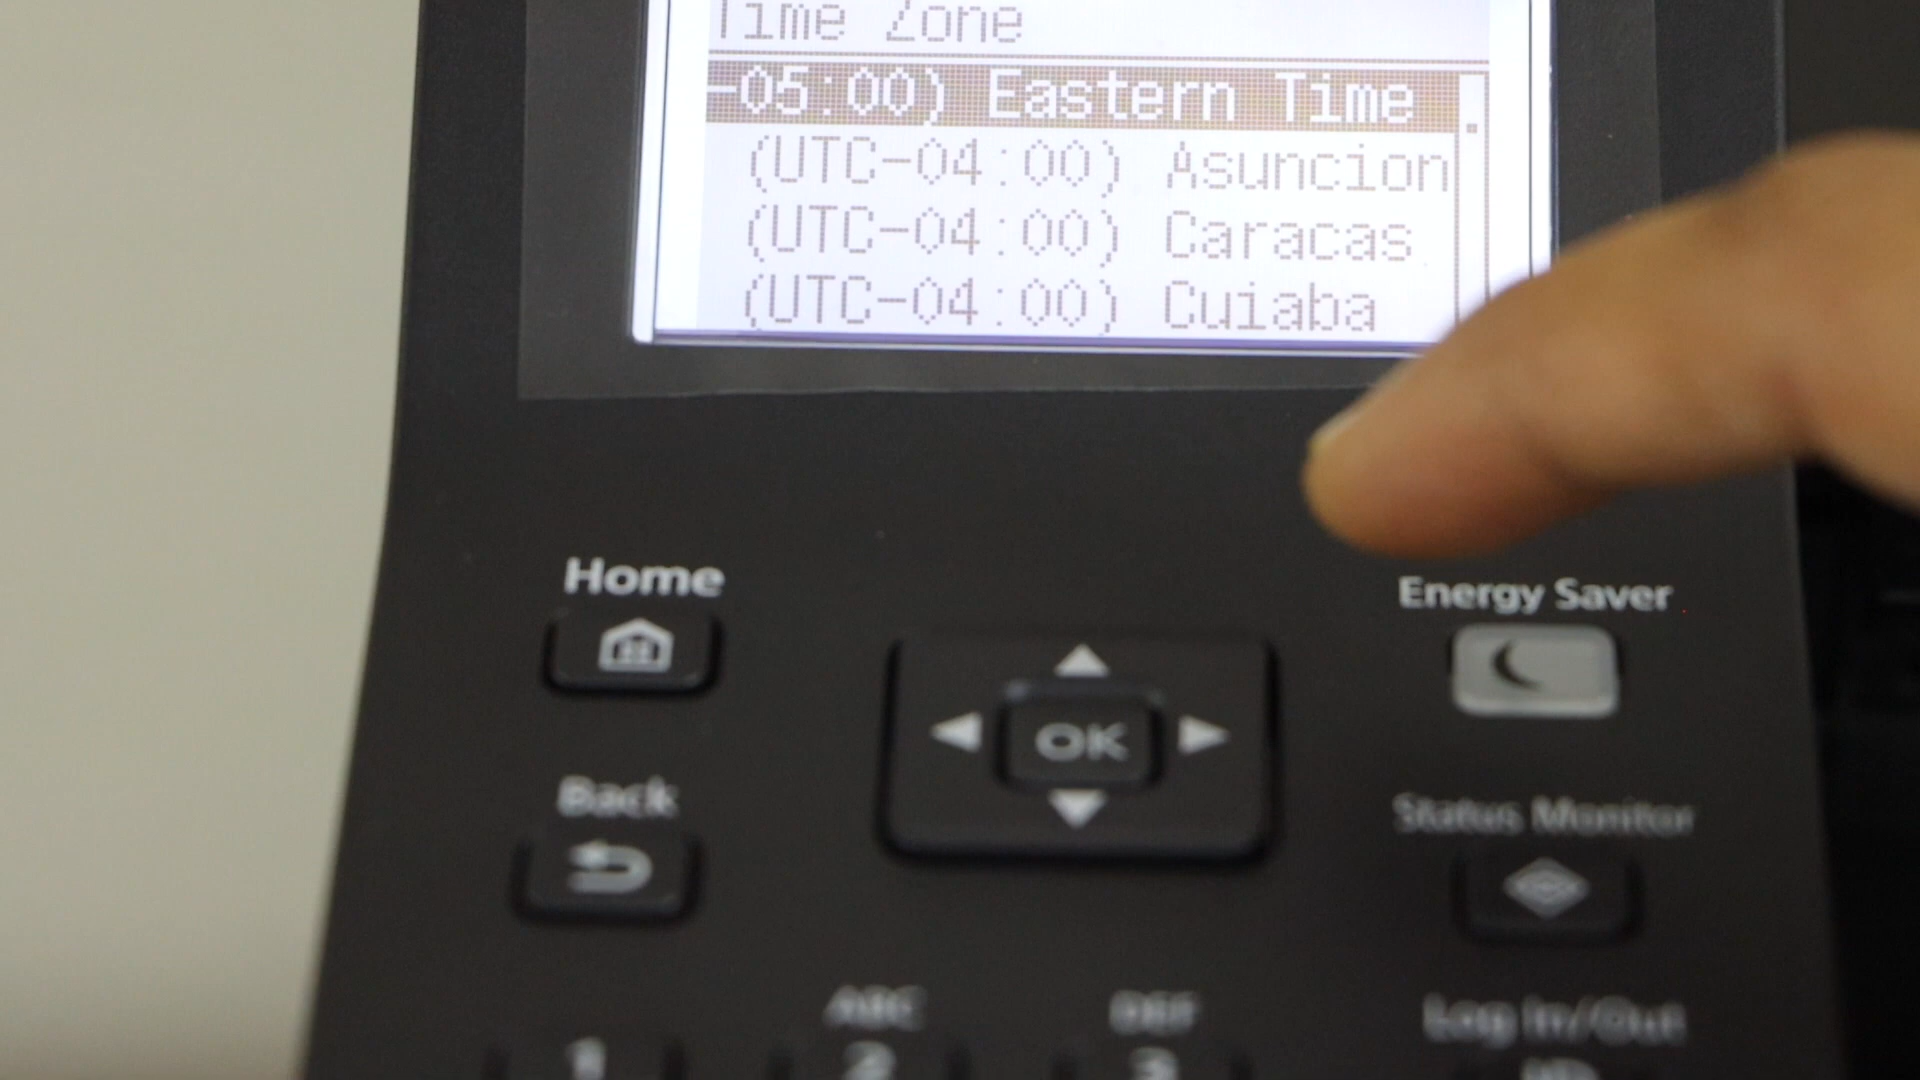 Time Zone
-05:00) Eastern Time
(UTC-04:00) Asuncion
(UTC-04:00) Caracas
(UTC-04:00) Cuiaba
Home
Energy Saver
OK
Back
Status Monitor
ABC
DEF
Log In/Out
1
2
3
ID